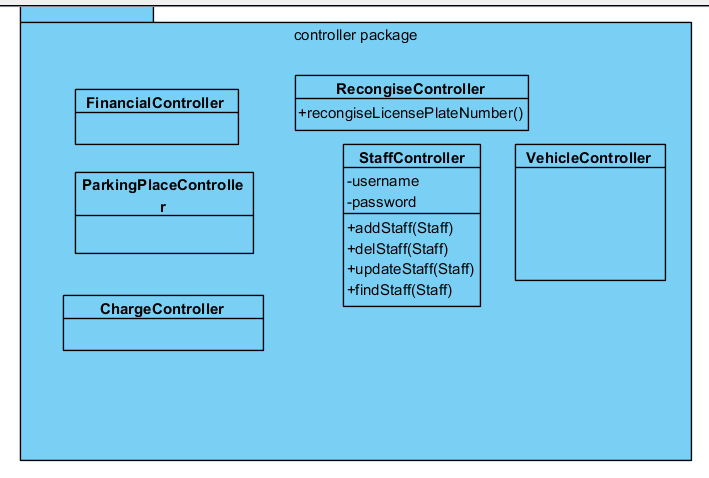 controller package
FinancialController
RecongiseController
+recongiseLicensePlateNumber()
ParkingPlaceControlle
r
StaffController
-username
-password
+addStaff(Staff)
+delStaff(Staff)
+updateStaff(Staff)
+findStaff(Staff)
VehicleController
ChargeController